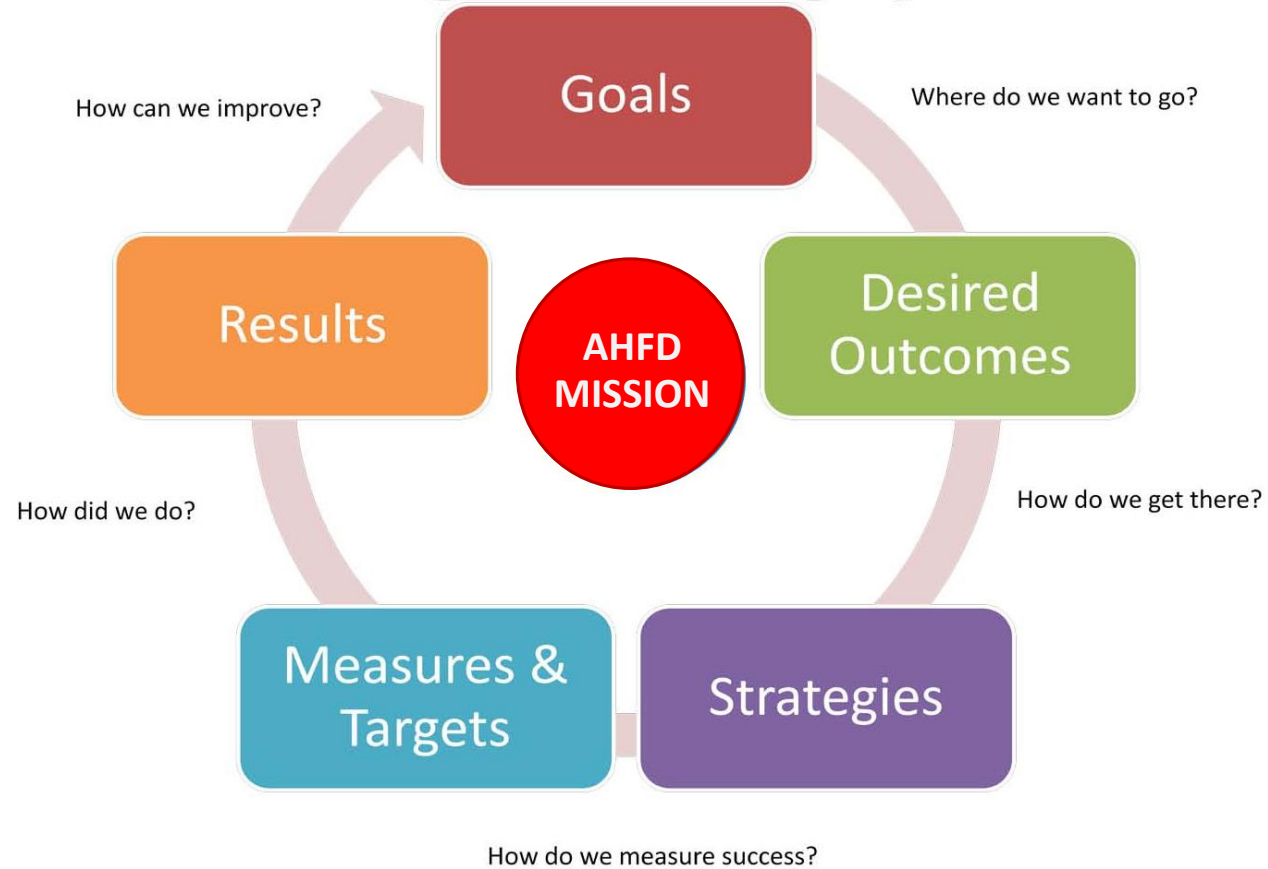 Goals
How can we improve?
Where do we want to go?
Results
AHFD
MISSION
Desired
Outcomes
How did we do?
How do we get there?
Measures &
Targets
Strategies
How do we measure success?